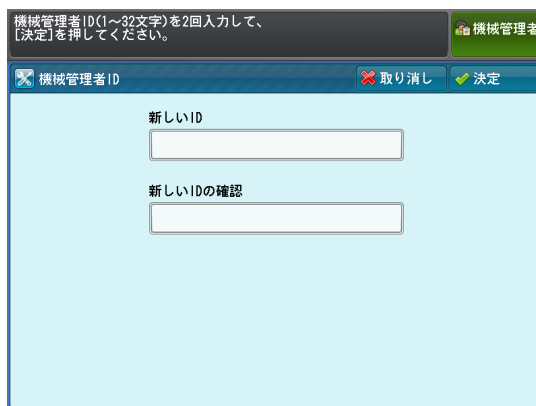 機械管理者ID(1～32文字)を2回入力して、
[決定]を押してください。
機械管理者
機械管理者ID
取り消し
決定
新しいID
新しいIDの確認